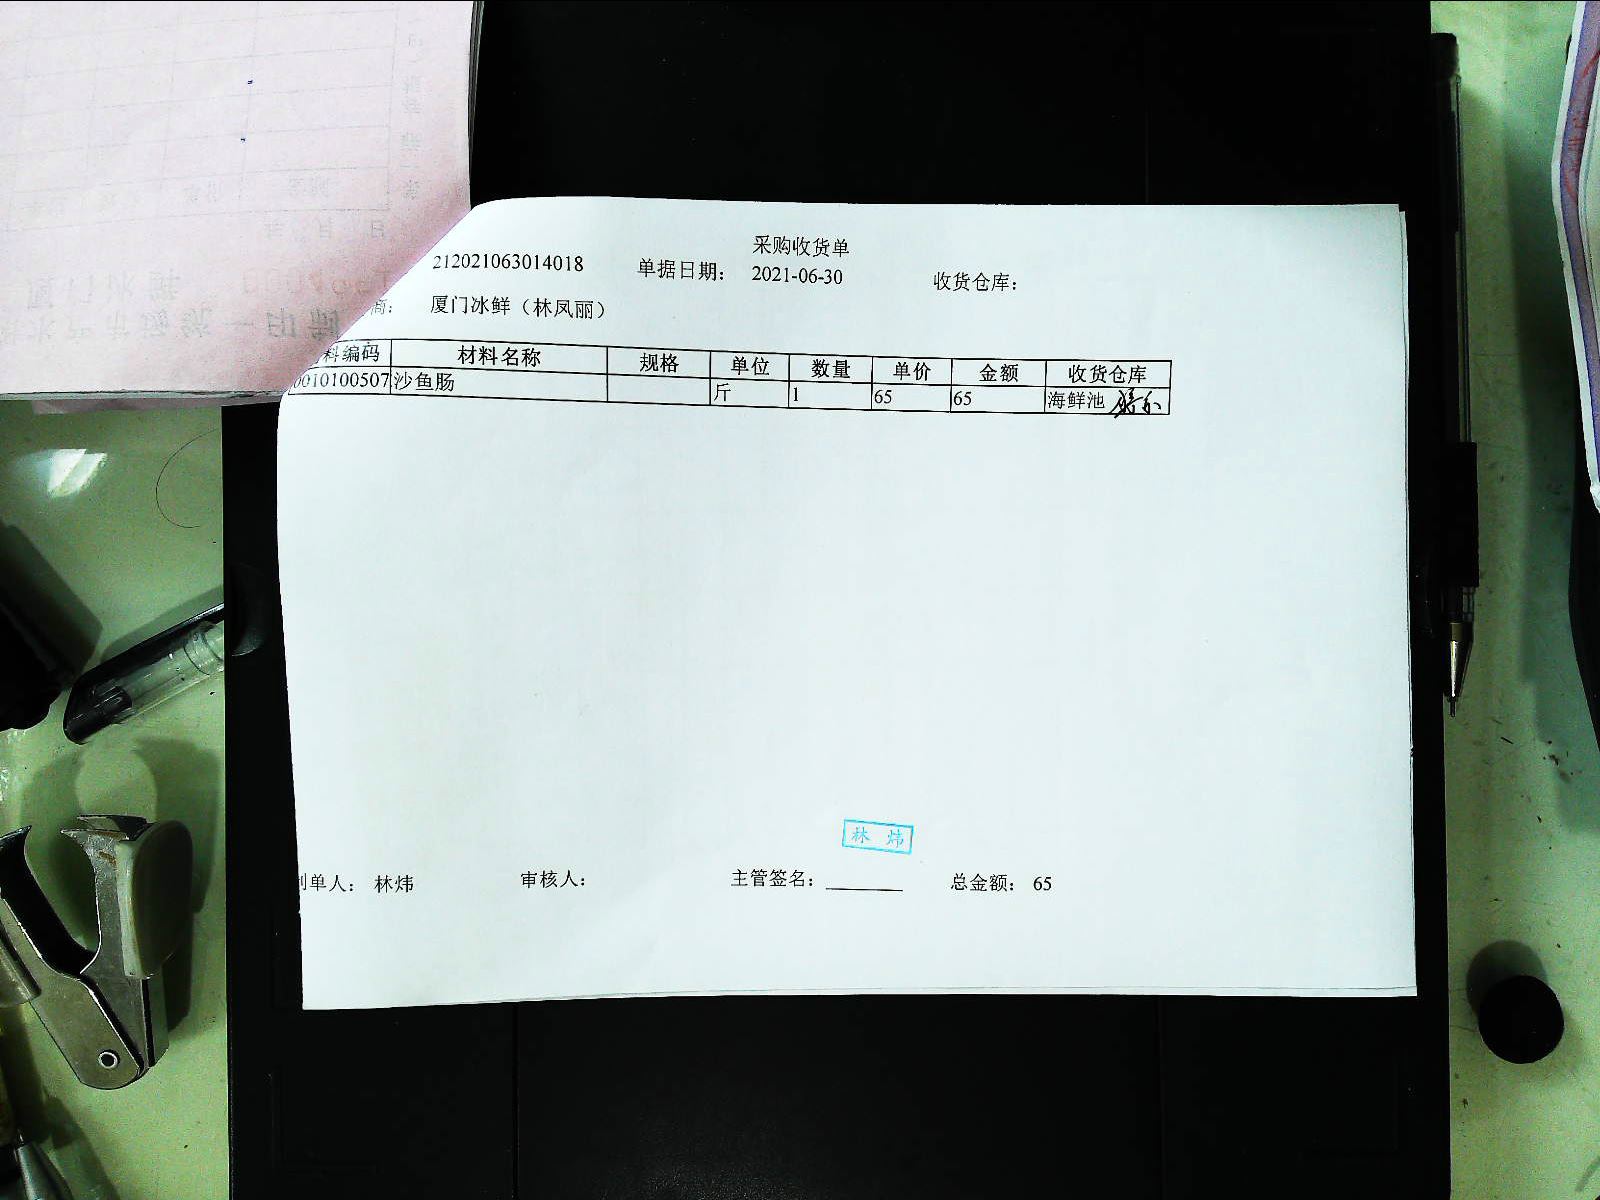 采购收货单
212021063014018 单据日期: 2021-06-30 收货仓库:
商: 厦门冰鲜（林凤丽）
料编码 材料名称 规格 单位 数量 单价 金额 收货仓库
0010100507 沙鱼肠 斤 1 65 65 海鲜池
林 炜
制单人: 林炜 审核人: 主管签名: ________ 总金额: 65